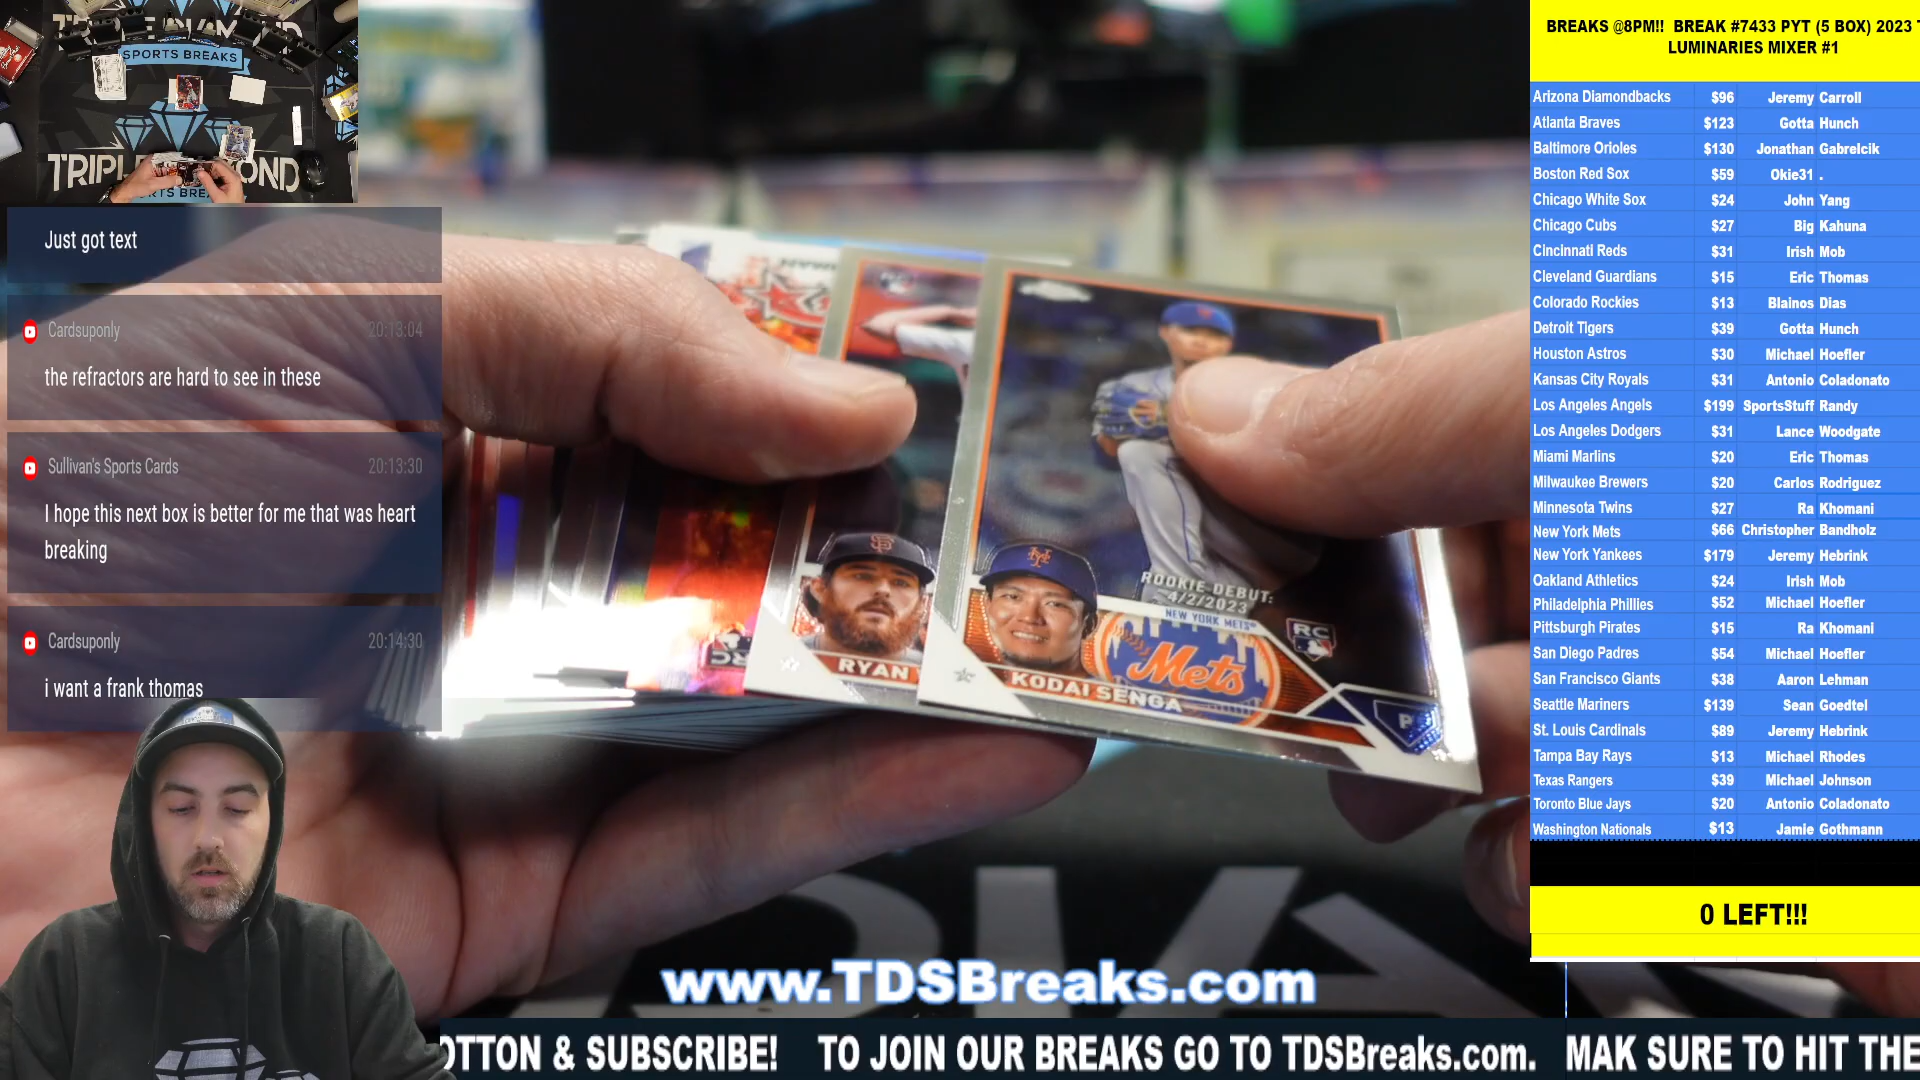 SPORTS BREAKS
TRIPL
OND
Just got text
Cardsuponly 20:13:04
the refractors are hard to see in these
Sullivan's Sports Cards 20:13:30
I hope this next box is better for me that was heart
breaking
Cardsuponly 20:14:30
i want a frank thomas
ROOKIE DEBUT:
4/2/2023
NEW YORK METS
Mets
RC
RYAN
KODAI SENGA
P
BREAKS @8PM!! BREAK #7433 PYT (5 BOX) 2023
LUMINARIES MIXER #1
Arizona Diamondbacks $96 Jeremy Carroll
Atlanta Braves $123 Gotta Hunch
Baltimore Orioles $130 Jonathan Gabrelcik
Boston Red Sox $59 Okie31 .
Chicago White Sox $24 John Yang
Chicago Cubs $27 Big Kahuna
Cincinnati Reds $31 Irish Mob
Cleveland Guardians $15 Eric Thomas
Colorado Rockies $13 Blainos Dias
Detroit Tigers $39 Gotta Hunch
Houston Astros $30 Michael Hoefler
Kansas City Royals $31 Antonio Coladonato
Los Angeles Angels $199 SportsStuff Randy
Los Angeles Dodgers $31 Lance Woodgate
Miami Marlins $20 Eric Thomas
Milwaukee Brewers $20 Carlos Rodriguez
Minnesota Twins $27 Ra Khomani
New York Mets $66 Christopher Bandholz
New York Yankees $179 Jeremy Hebrink
Oakland Athletics $24 Irish Mob
Philadelphia Phillies $52 Michael Hoefler
Pittsburgh Pirates $15 Ra Khomani
San Diego Padres $54 Michael Hoefler
San Francisco Giants $38 Aaron Lehman
Seattle Mariners $139 Sean Goedtel
St. Louis Cardinals $89 Jeremy Hebrink
Tampa Bay Rays $13 Michael Rhodes
Texas Rangers $39 Michael Johnson
Toronto Blue Jays $20 Antonio Coladonato
Washington Nationals $13 Jamie Gothmann
0 LEFT!!!
www.TDSBreaks.com
OTTON & SUBSCRIBE! TO JOIN OUR BREAKS GO TO TDSBreaks.com. MAK SURE TO HIT THE